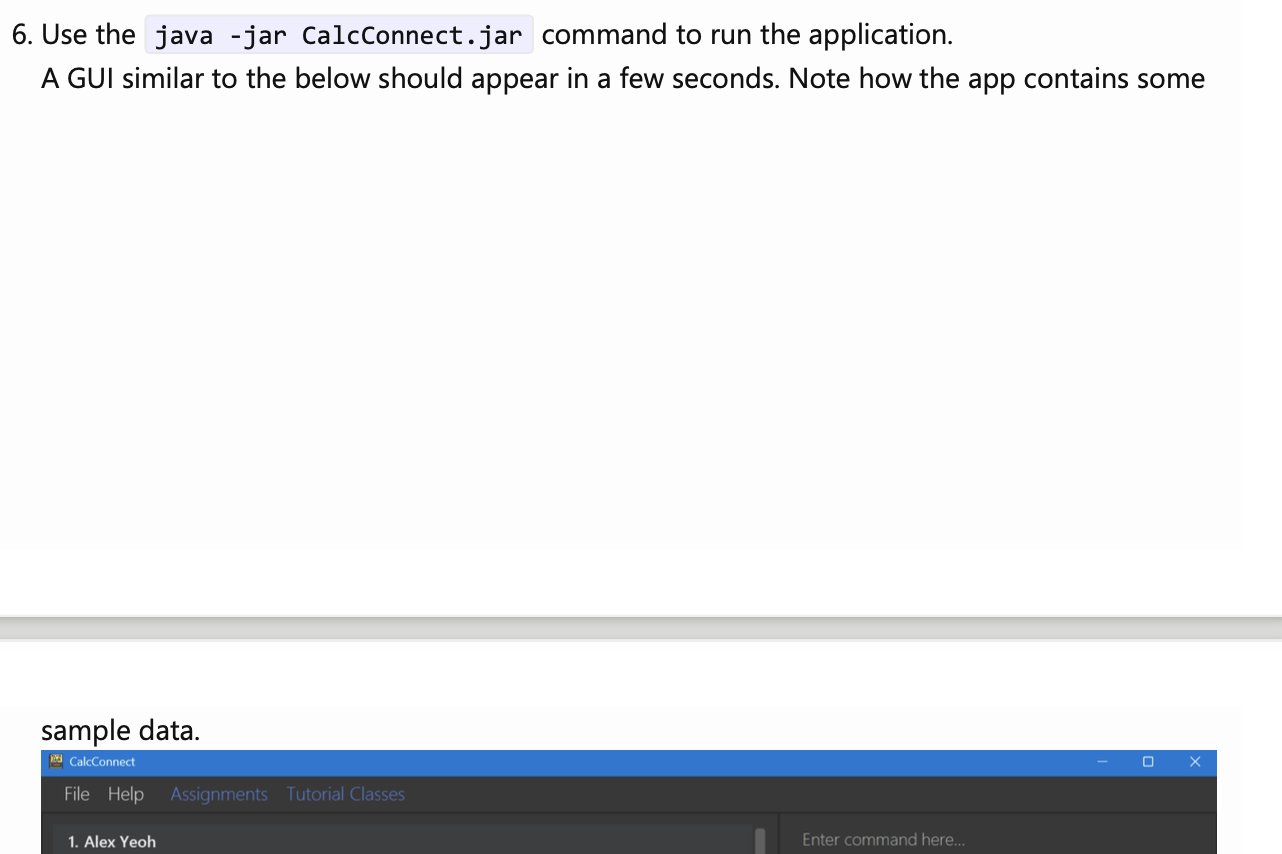 6. Use the java -jar CalcConnect.jar command to run the application.
A GUI similar to the below should appear in a few seconds. Note how the app contains some
sample data.
CalcConnect
File Help Assignments Tutorial Classes
1. Alex Yeoh
Enter command here...